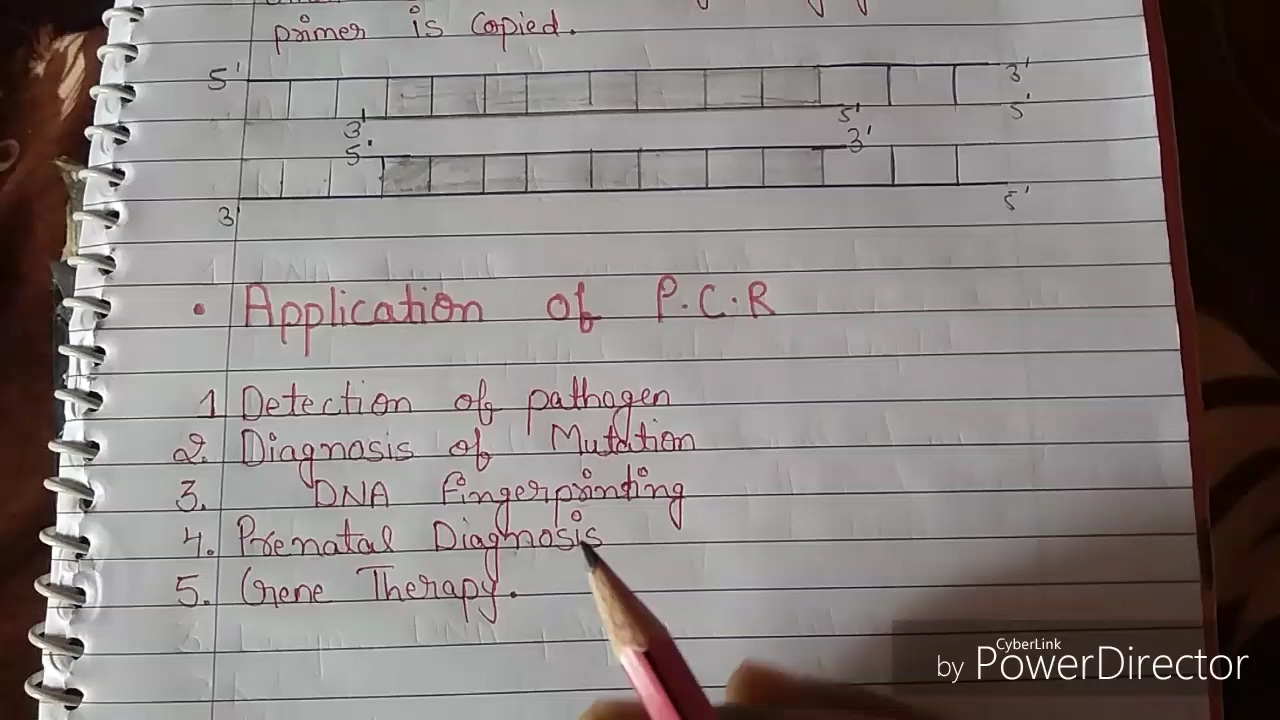 primer is Copied.
5' 3'
3' 5' 5'
5' 3'
3 5'
• Application of P.C.R
1 Detection of pathogen
2. Diagnosis of Mutation
3. DNA fingerprinting
4. Prenatal Diagnosis
5. Gene Therapy.
CyberLink
by PowerDirector